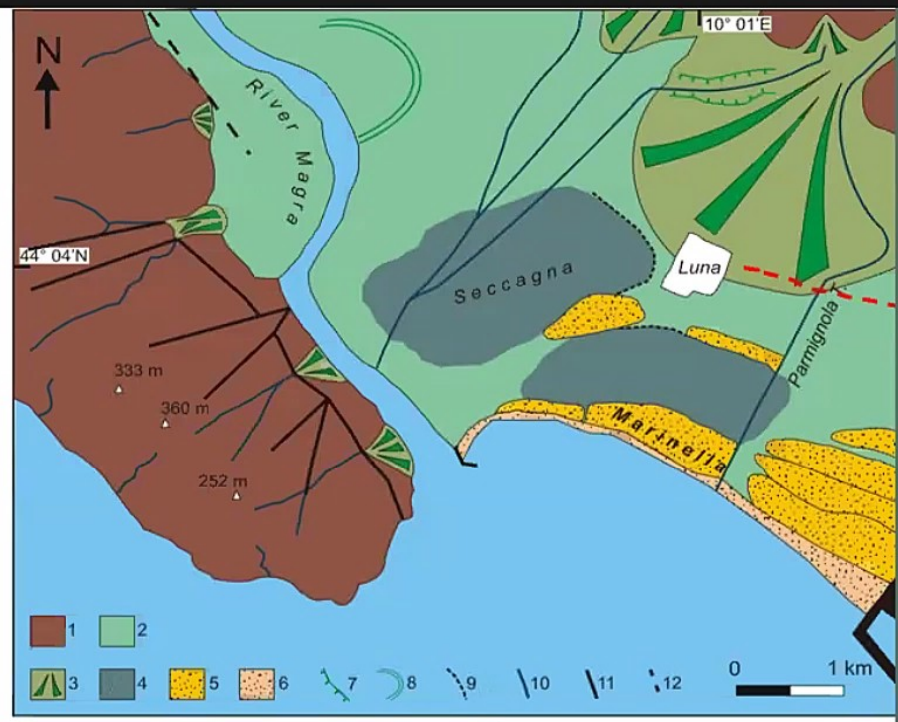 N
10° 01'E
River Magra
44° 04'N
Luna
Seccagna
Parmignola T.
333 m
360 m
Marinella
252 m
1 2
3 4 5 6 7 8 9 10 11 12
0 1 km